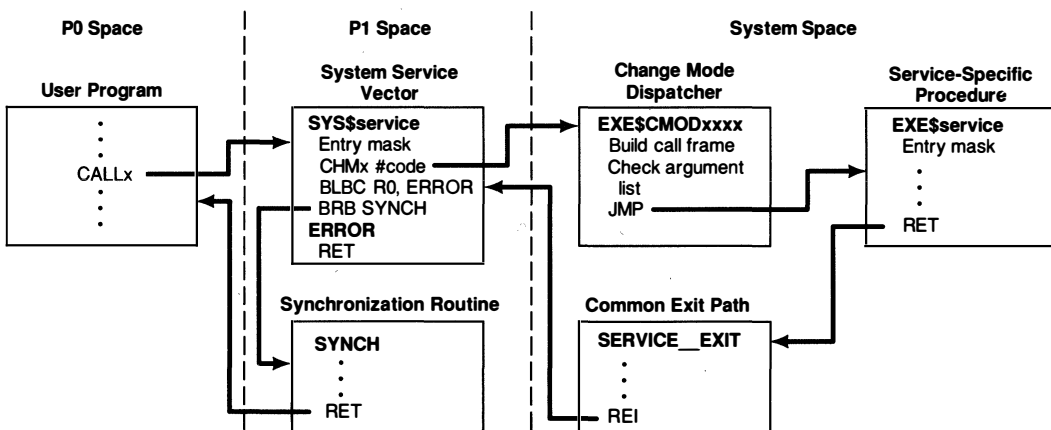 P0 Space
P1 Space
System Space
User Program
CALLx
System Service
Vector
SYS$service
Entry mask
CHMx #code
BLBC R0, ERROR
BRB SYNCH
ERROR
RET
Change Mode
Dispatcher
EXE$CMODxxxx
Build call frame
Check argument
list
JMP
Service-Specific
Procedure
EXE$service
Entry mask
RET
Synchronization Routine
SYNCH
RET
Common Exit Path
SERVICE__EXIT
REI